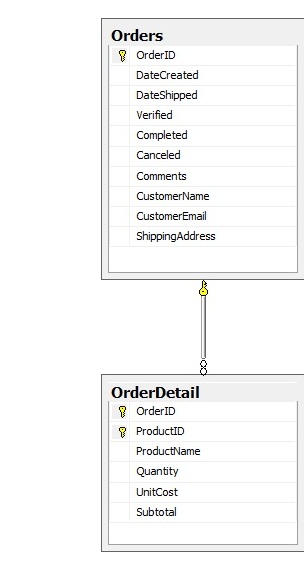 Orders
OrderID
DateCreated
DateShipped
Verified
Completed
Canceled
Comments
CustomerName
CustomerEmail
ShippingAddress
OrderDetail
OrderID
ProductID
ProductName
Quantity
UnitCost
Subtotal